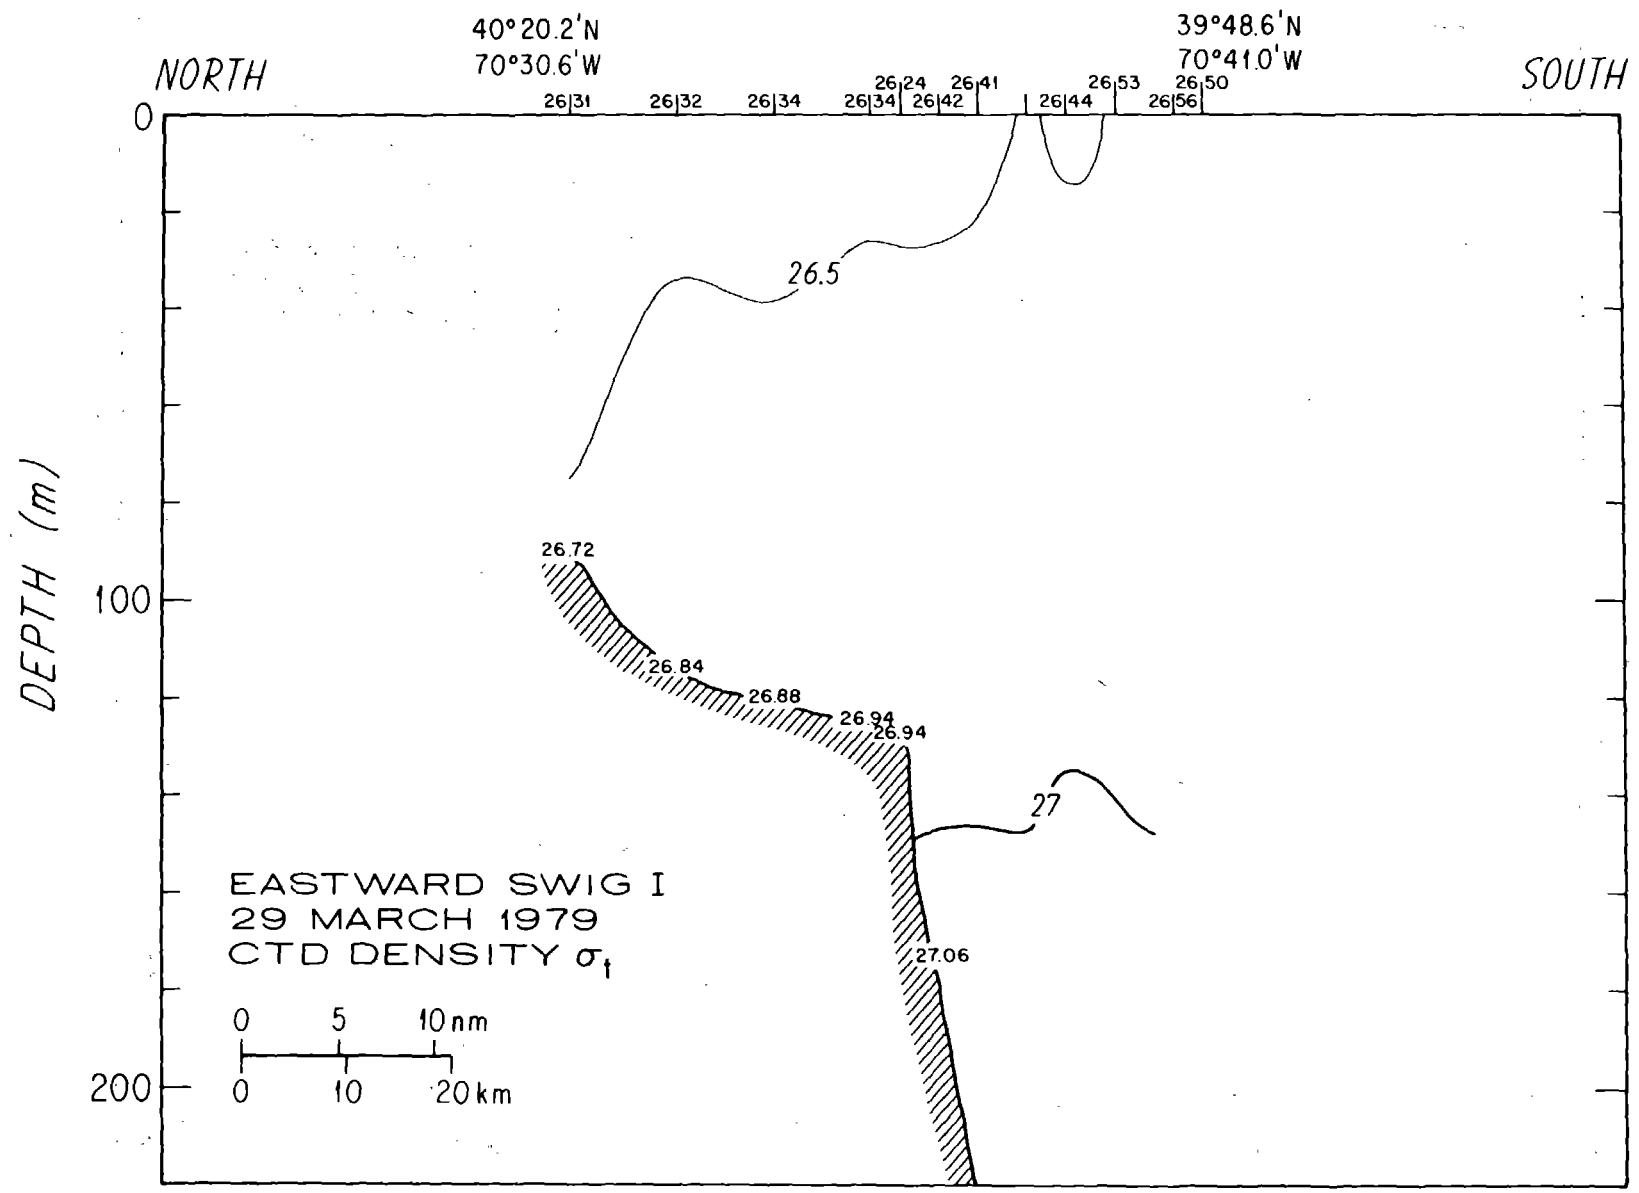 40°20.2'N
70°30.6'W
39°48.6'N
70°41.0'W
NORTH
SOUTH
26|24 26|41 26|53 26|50
26|31 26|32 26|34 26|34 26|42 26|44 26|56
0
26.5
DEPTH (m)
26.72
100
26.84
26.88
26.94
26.94
27
EASTWARD SWIG I
29 MARCH 1979
CTD DENSITY σt
27.06
0 5 10 nm
200
0 10 20 km